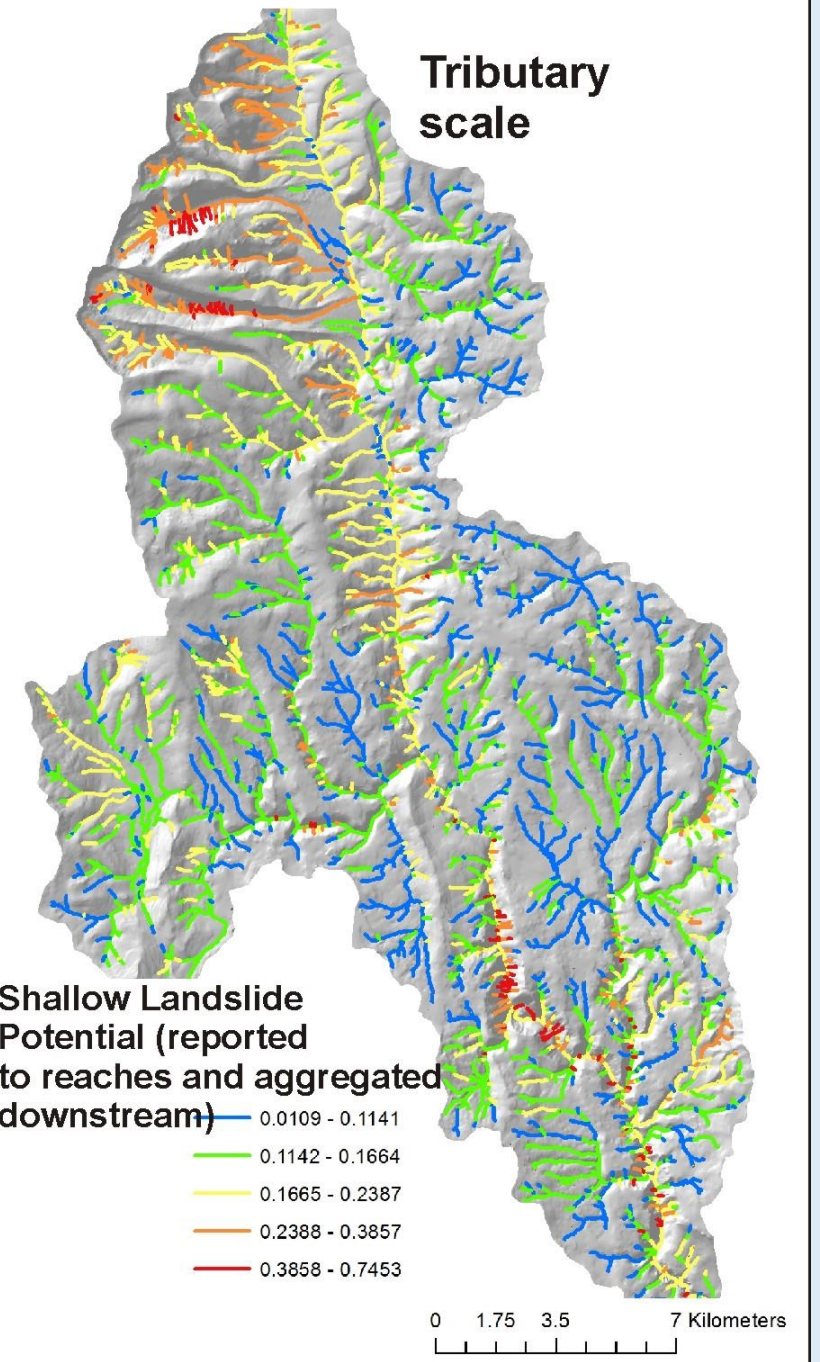 Tributary
scale
Shallow Landslide
Potential (reported
to reaches and aggregated
downstream)
0.0109 - 0.1141
0.1142 - 0.1664
0.1665 - 0.2387
0.2388 - 0.3857
0.3858 - 0.7453
0 1.75 3.5 7 Kilometers